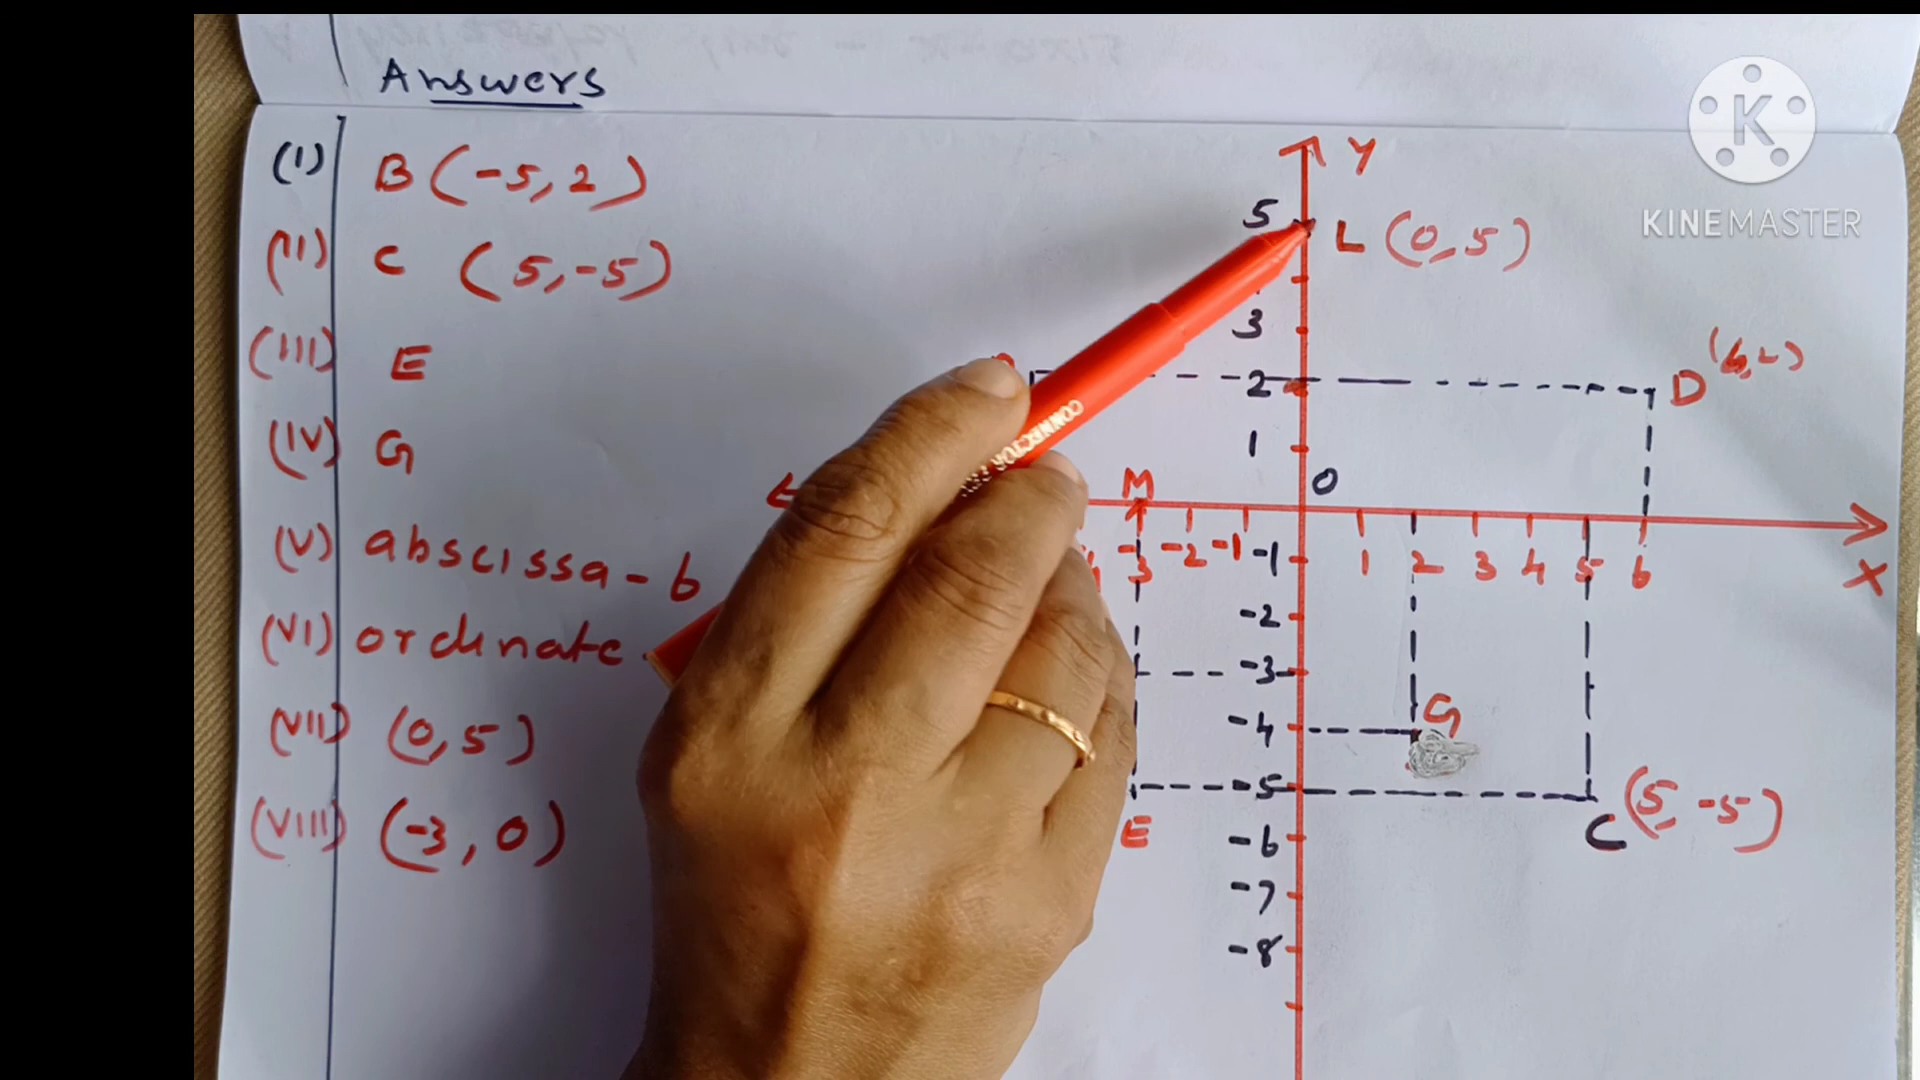 Answers
(I) B (-5, 2)
(II) C (5, -5)
(III) E
(IV) G
(V) abscissa - 6
(VI) ordinate
(VII) (0, 5)
(VIII) (-3, 0)
Y
5 L (0, 5)
3
D
2
1
M O
-3 -2 -1 -1 1 2 3 4 5 6
X
-2
-3
-4 G
-5
E -6 C (5, -5)
-7
-8
K
KINEMASTER
CONNECTOR